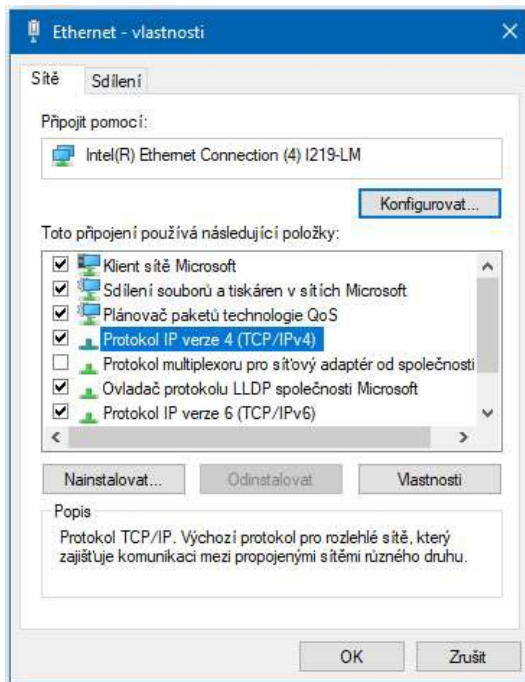 Ethernet - vlastnosti
Sítě
Sdílení
Připojit pomocí:
Intel(R) Ethernet Connection (4) I219-LM
Konfigurovat...
Toto připojení používá následující položky:
Klient sítě Microsoft
Sdílení souborů a tiskáren v sítích Microsoft
Plánovač paketů technologie QoS
Protokol IP verze 4 (TCP/IPv4)
Protokol multiplexoru pro síťový adaptér od společnosti
Ovladač protokolu LLDP společnosti Microsoft
Protokol IP verze 6 (TCP/IPv6)
Nainstalovat...
Odinstalovat
Vlastnosti
Popis
Protokol TCP/IP. Výchozí protokol pro rozlehlé sítě, který
zajišťuje komunikaci mezi propojenými sítěmi různého druhu.
OK
Zrušit